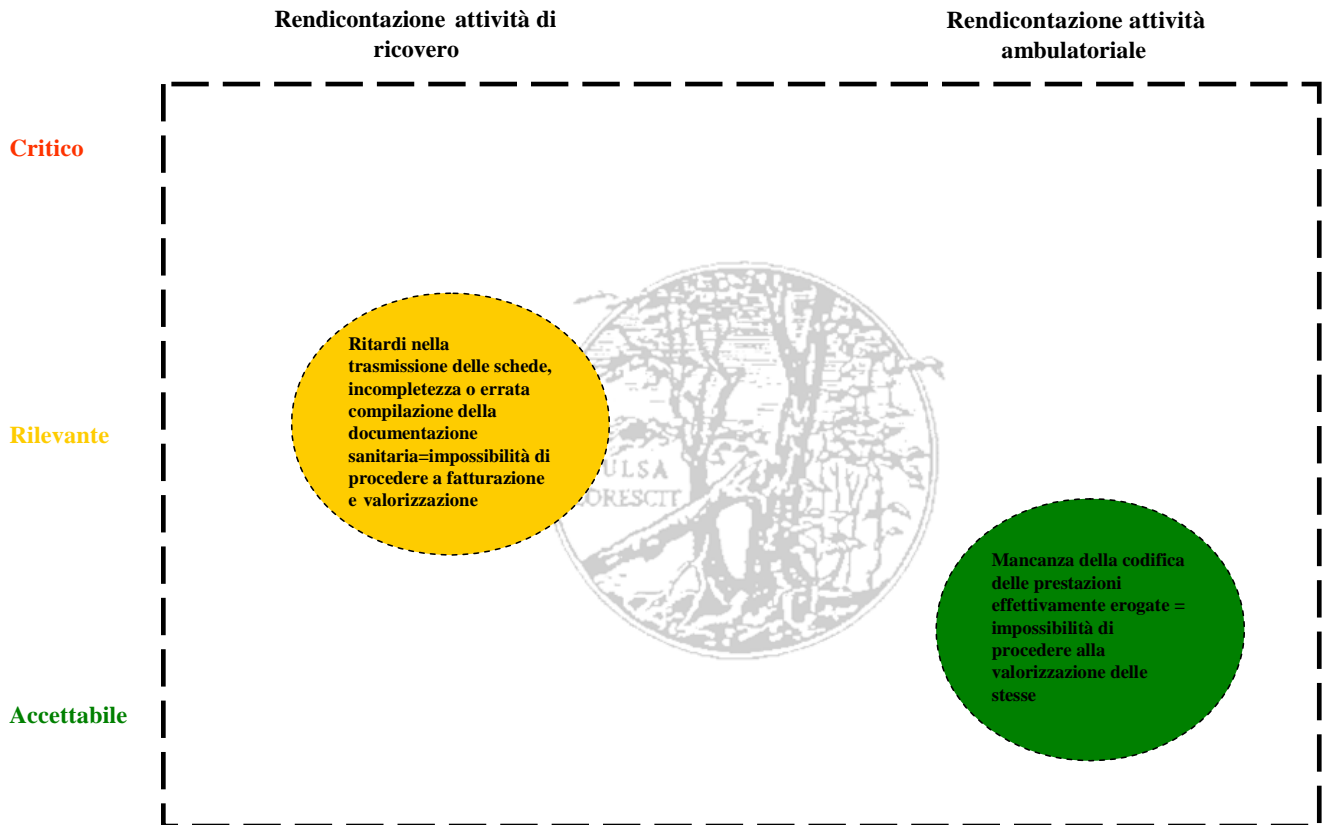 Rendicontazione attività di
ricovero
Rendicontazione attività
ambulatoriale
Critico
Rilevante
Accettabile
Ritardi nella
trasmissione delle schede,
incompletezza o errata
compilazione della
documentazione
sanitaria=impossibilità di
procedere a fatturazione
e valorizzazione
ULSA
ORESCIT
Mancanza della codifica
delle prestazioni
effettivamente erogate =
impossibilità di
procedere alla
valorizzazione delle
stesse